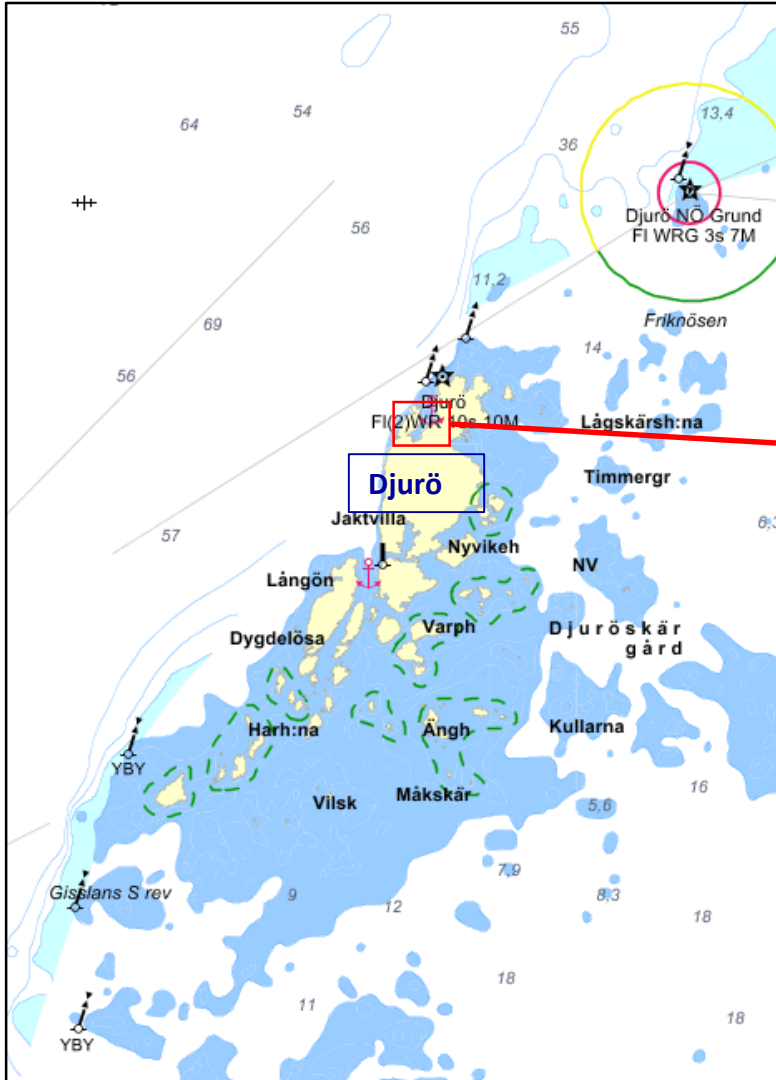 55
54
64
13,4
36
Djurö NÖ Grund
Fl WRG 3s 7M
56
11,2
Friknösen
69
14
56
Djurö
Fl(2)WR 10s 10M
Lågskärsh:na
Djurö
Timmergr
Jaktvilla
6,3
57
Nyvikeh
NV
Långön
Varph
Djuröskär
gård
Dygdelösa
Harh:na
Ängh
Kullarna
YBY
16
Vilsk
Måkskär
5,6
7,9
Gisslans S rev
9
8,3
12
18
18
11
18
YBY